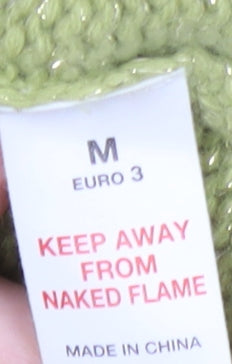 M
EURO 3
KEEP AWAY
FROM
NAKED FLAME
MADE IN CHINA